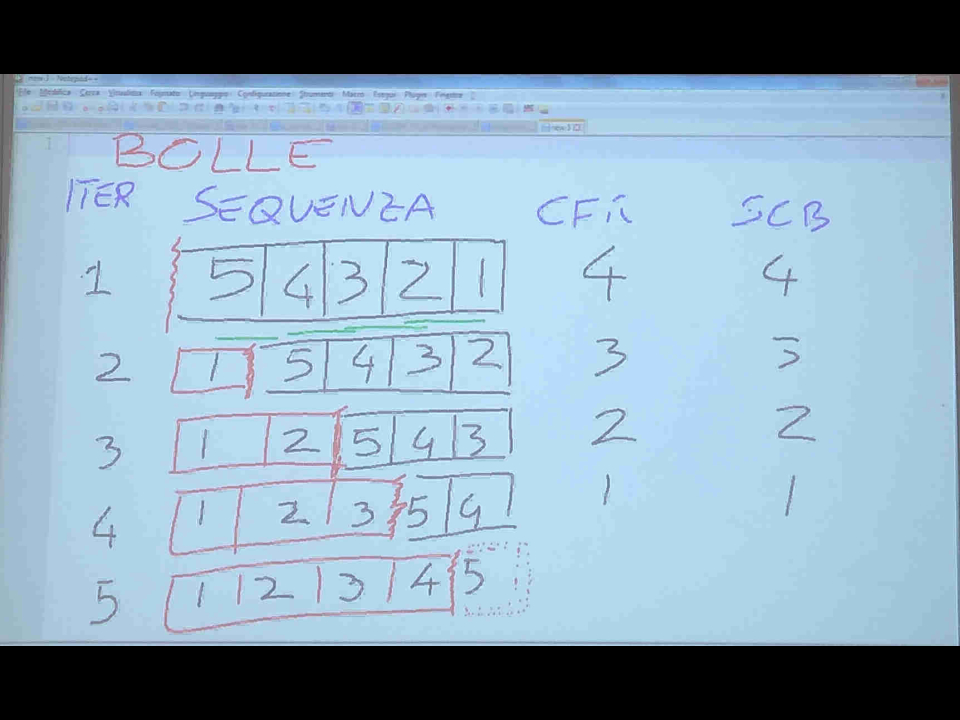 new 3 - Notepad++
File Modifica Cerca Visualizza Formato Linguaggio Configurazione Strumenti Macro Esegui Plugin Finestra ?
new 3
1
BOLLE
ITER SEQUENZA CFR SCB
1 5 4 3 2 1 4 4
2 1 5 4 3 2 3 3
3 1 2 5 4 3 2 2
4 1 2 3 5 4 1 1
5 1 2 3 4 5